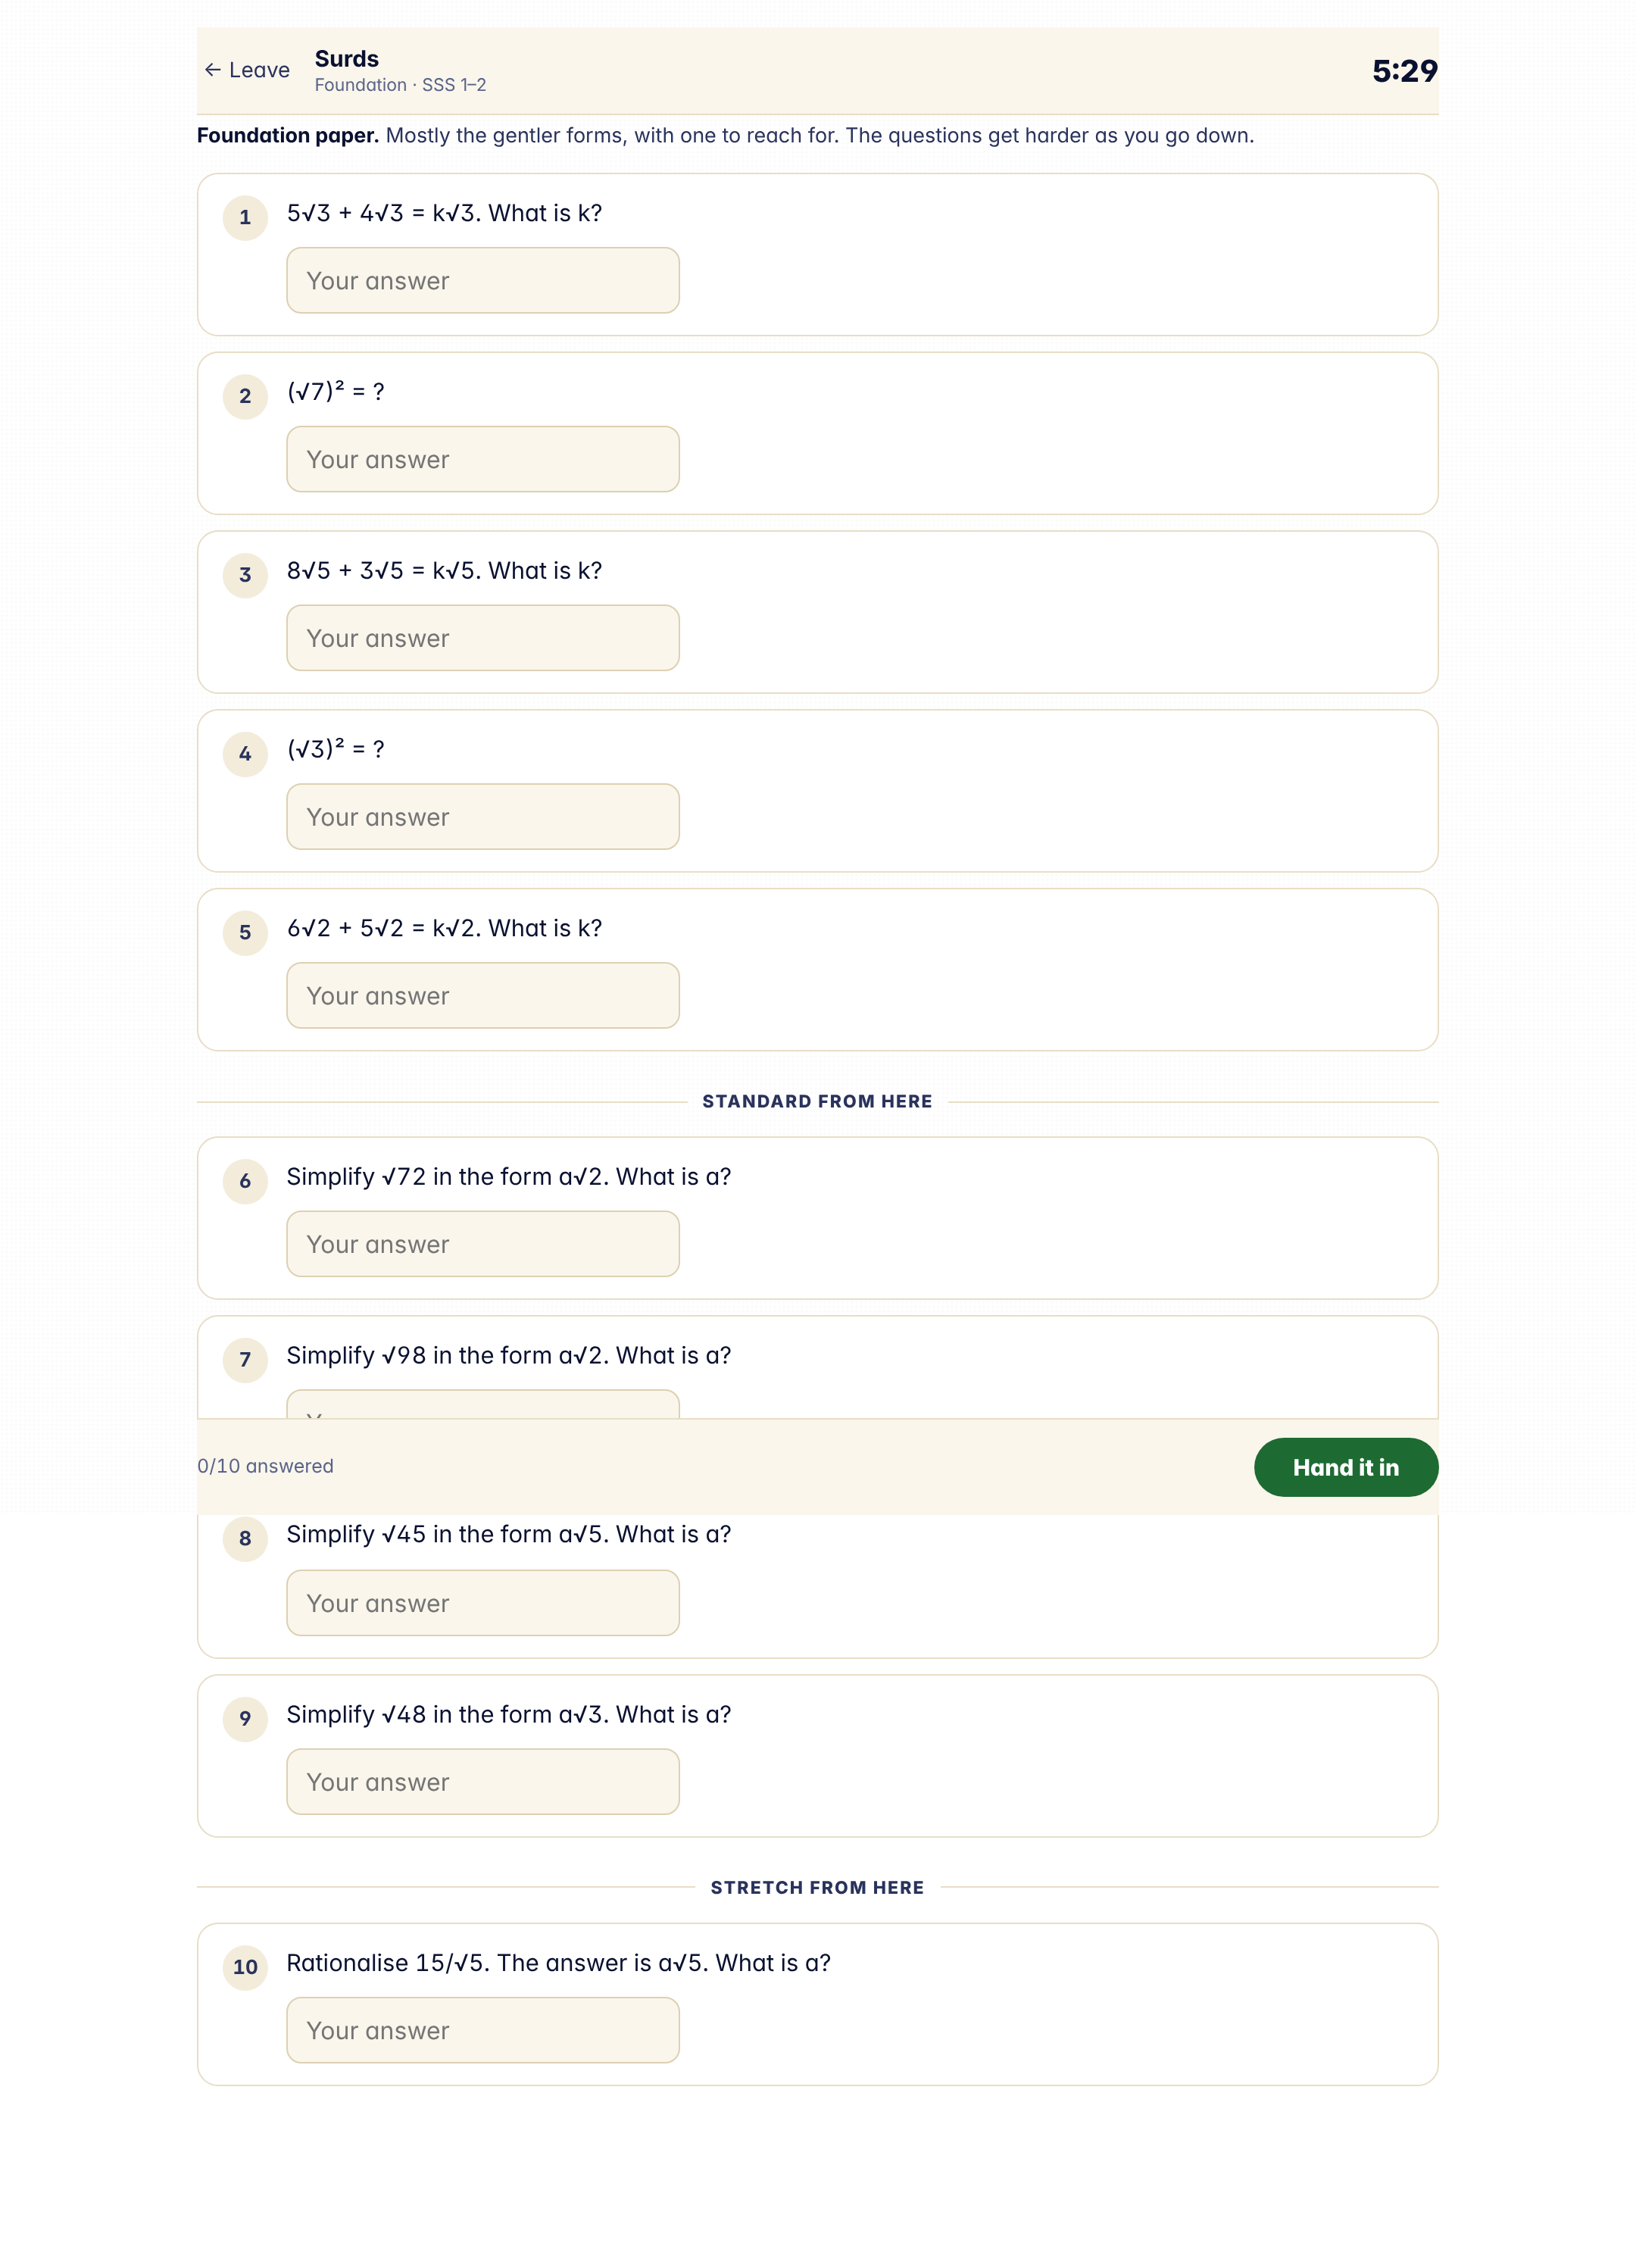 ← Leave
Surds
Foundation · SSS 1–2
5:29
Foundation paper. Mostly the gentler forms, with one to reach for. The questions get harder as you go down.
1
5√3 + 4√3 = k√3. What is k?
Your answer
2
(√7)² = ?
Your answer
3
8√5 + 3√5 = k√5. What is k?
Your answer
4
(√3)² = ?
Your answer
5
6√2 + 5√2 = k√2. What is k?
Your answer
STANDARD FROM HERE
6
Simplify √72 in the form a√2. What is a?
Your answer
7
Simplify √98 in the form a√2. What is a?
0/10 answered
Hand it in
8
Simplify √45 in the form a√5. What is a?
Your answer
9
Simplify √48 in the form a√3. What is a?
Your answer
STRETCH FROM HERE
10
Rationalise 15/√5. The answer is a√5. What is a?
Your answer